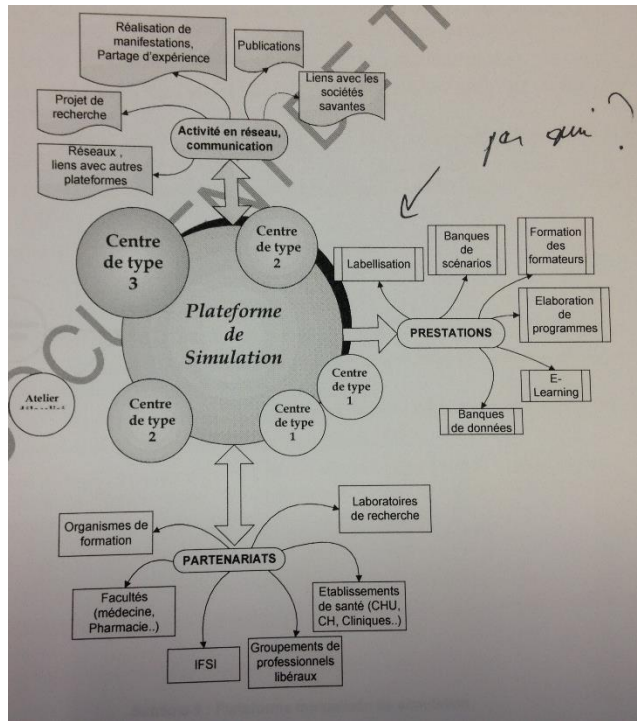 Réalisation de
manifestations,
Partage d'expérience
Publications
Liens avec les
sociétés
savantes
Projet de
recherche
Activité en réseau,
communication
Réseaux ,
liens avec autres
plateformes
par qui ?
Centre
de type
3
Centre
de type
2
Labellisation
Banques
de
scénarios
Formation
des
formateurs
Plateforme
de
Simulation
PRESTATIONS
Elaboration
de
programmes
E-
Learning
Banques
de données
Centre
de type
1
Centre
de type
1
Centre
de type
2
Atelier
Organismes de
formation
Laboratoires
de recherche
PARTENARIATS
Facultés
(médecine,
Pharmacie..)
Etablissements
de santé (CHU,
CH, Cliniques..)
IFSI
Groupements de
professionnels
libéraux
DOCUMENT DE